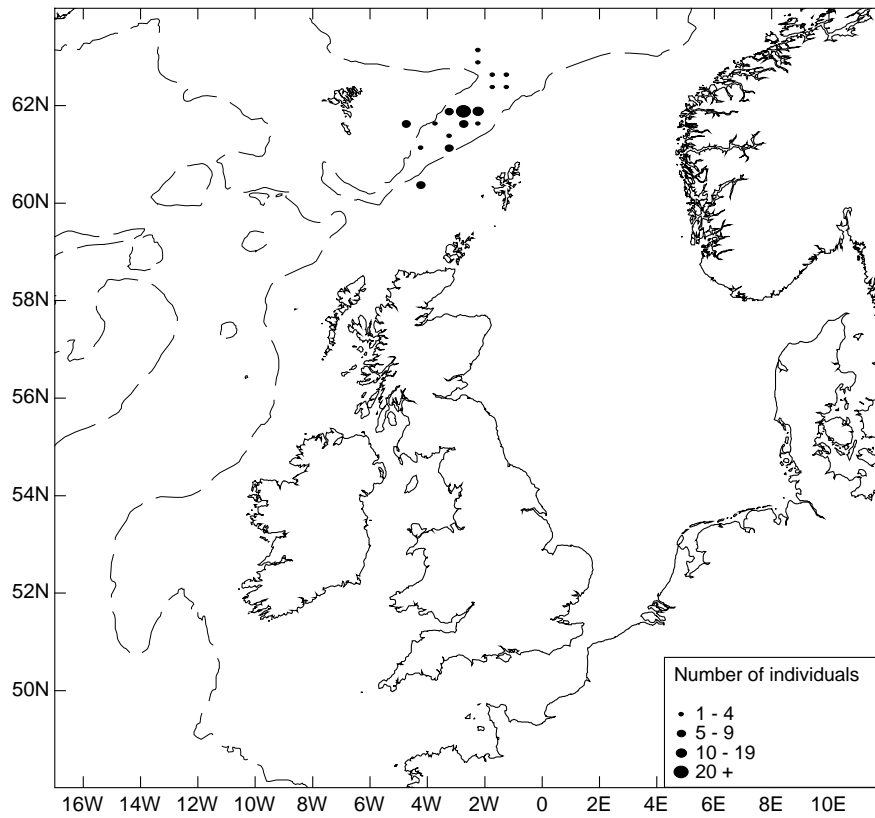 62N
60N
58N
56N
54N
52N
50N
Number of individuals
1 - 4
5 - 9
10 - 19
20 +
16W 14W 12W 10W 8W 6W 4W 2W 0 2E 4E 6E 8E 10E